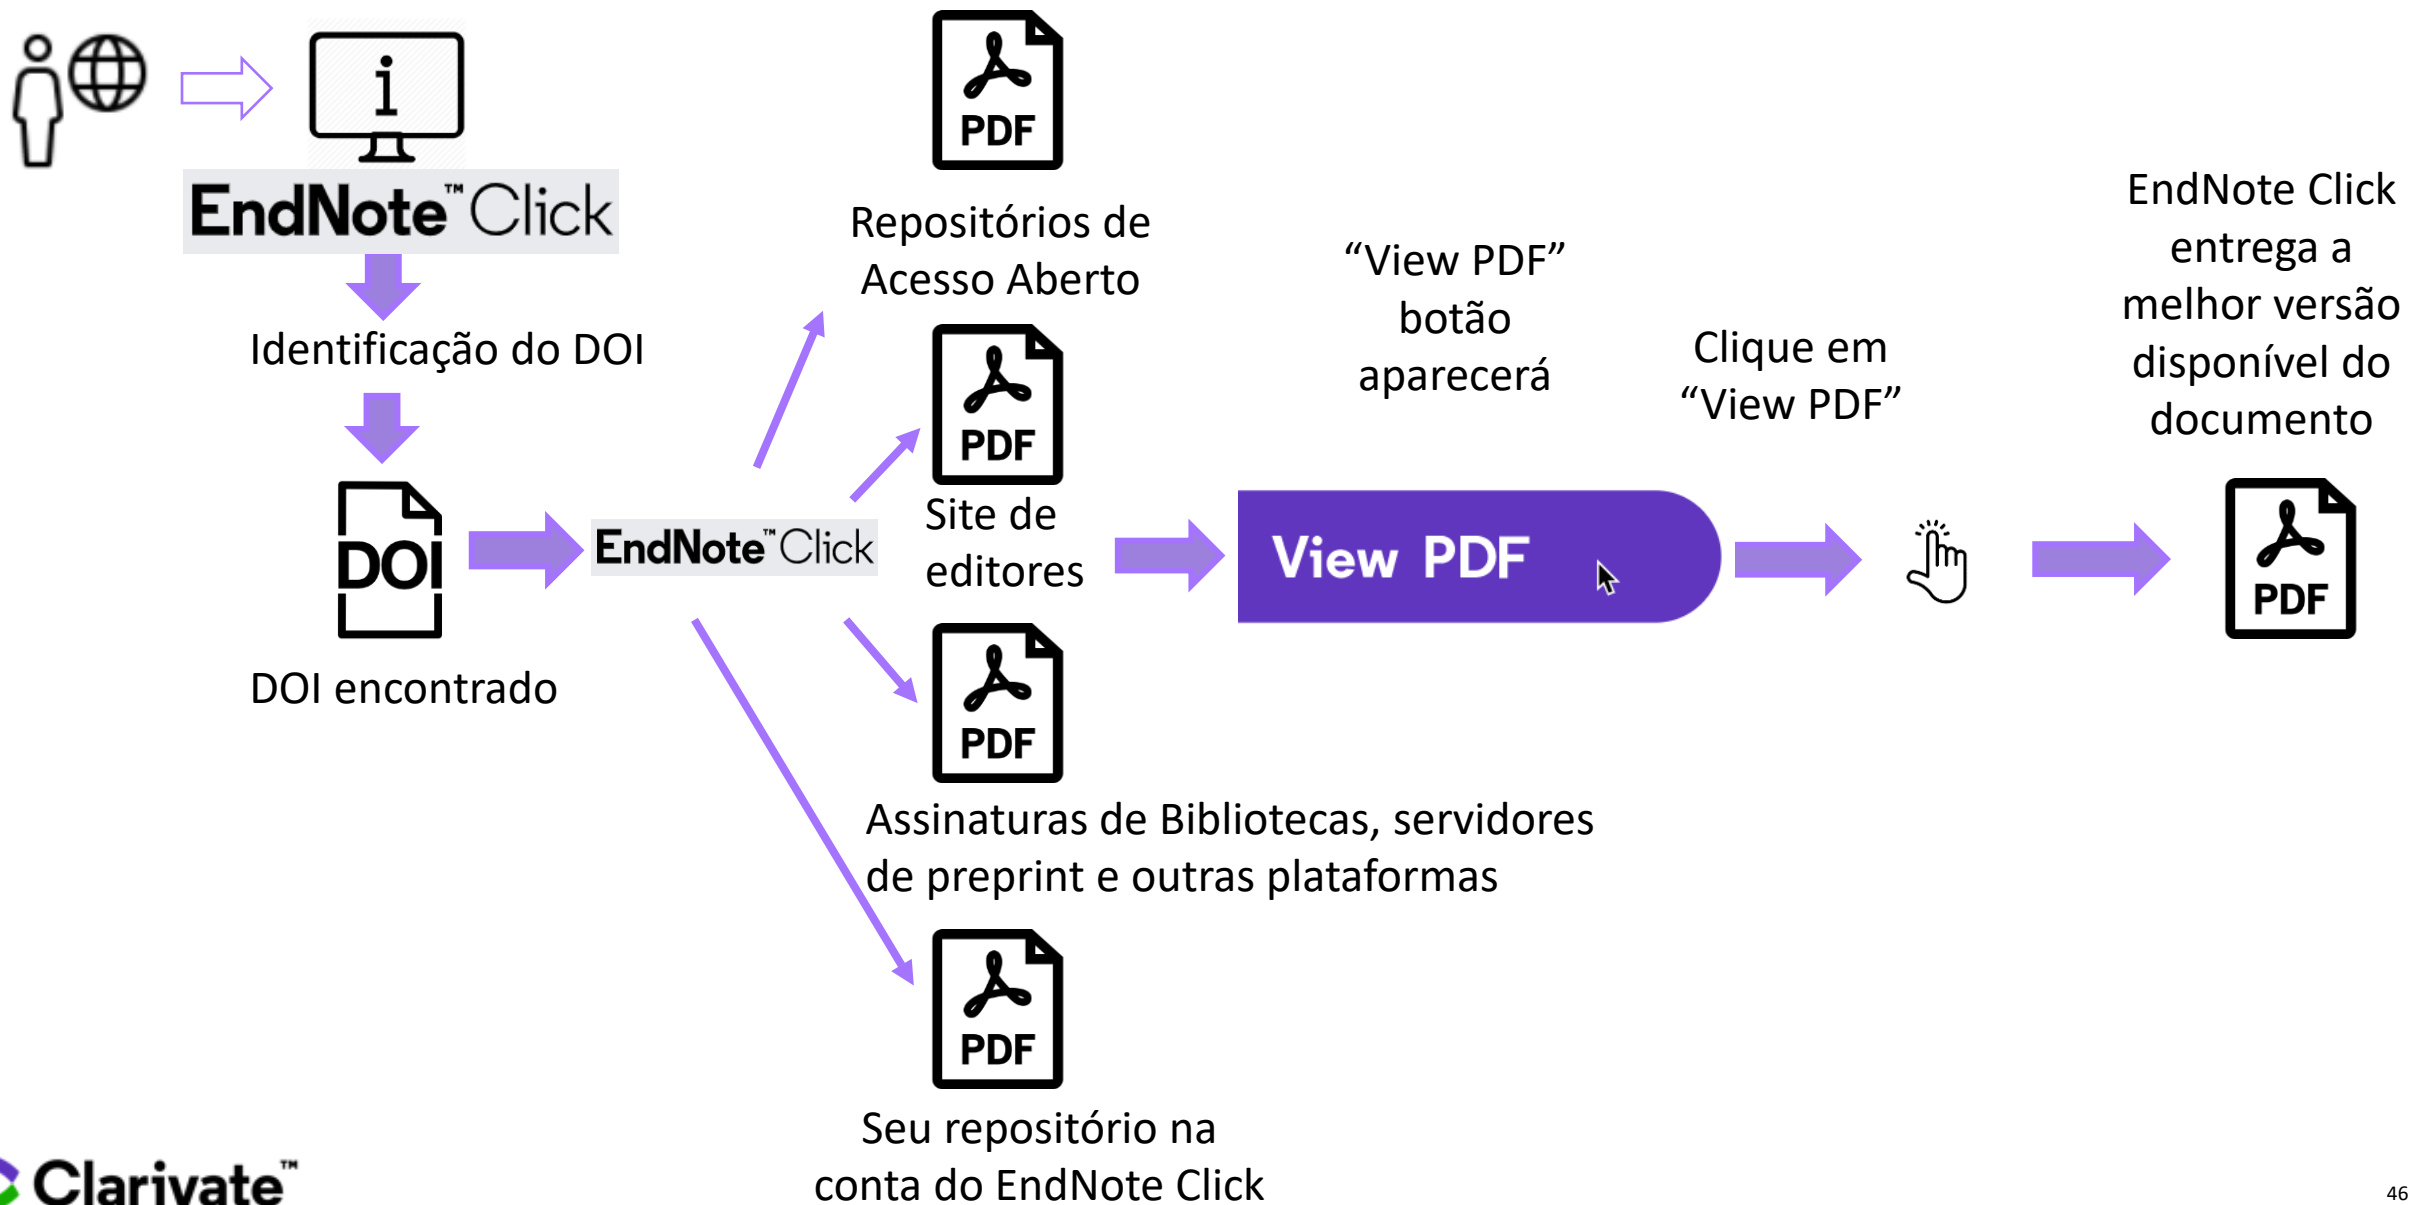 i
EndNote™ Click
Identificação do DOI
DOI
DOI encontrado
EndNote™ Click
PDF
Repositórios de
Acesso Aberto
PDF
Site de
editores
PDF
Assinaturas de Bibliotecas, servidores
de preprint e outras plataformas
PDF
Seu repositório na
conta do EndNote Click
“View PDF”
botão
aparecerá
View PDF
Clique em
“View PDF”
EndNote Click
entrega a
melhor versão
disponível do
documento
PDF
Clarivate™
46